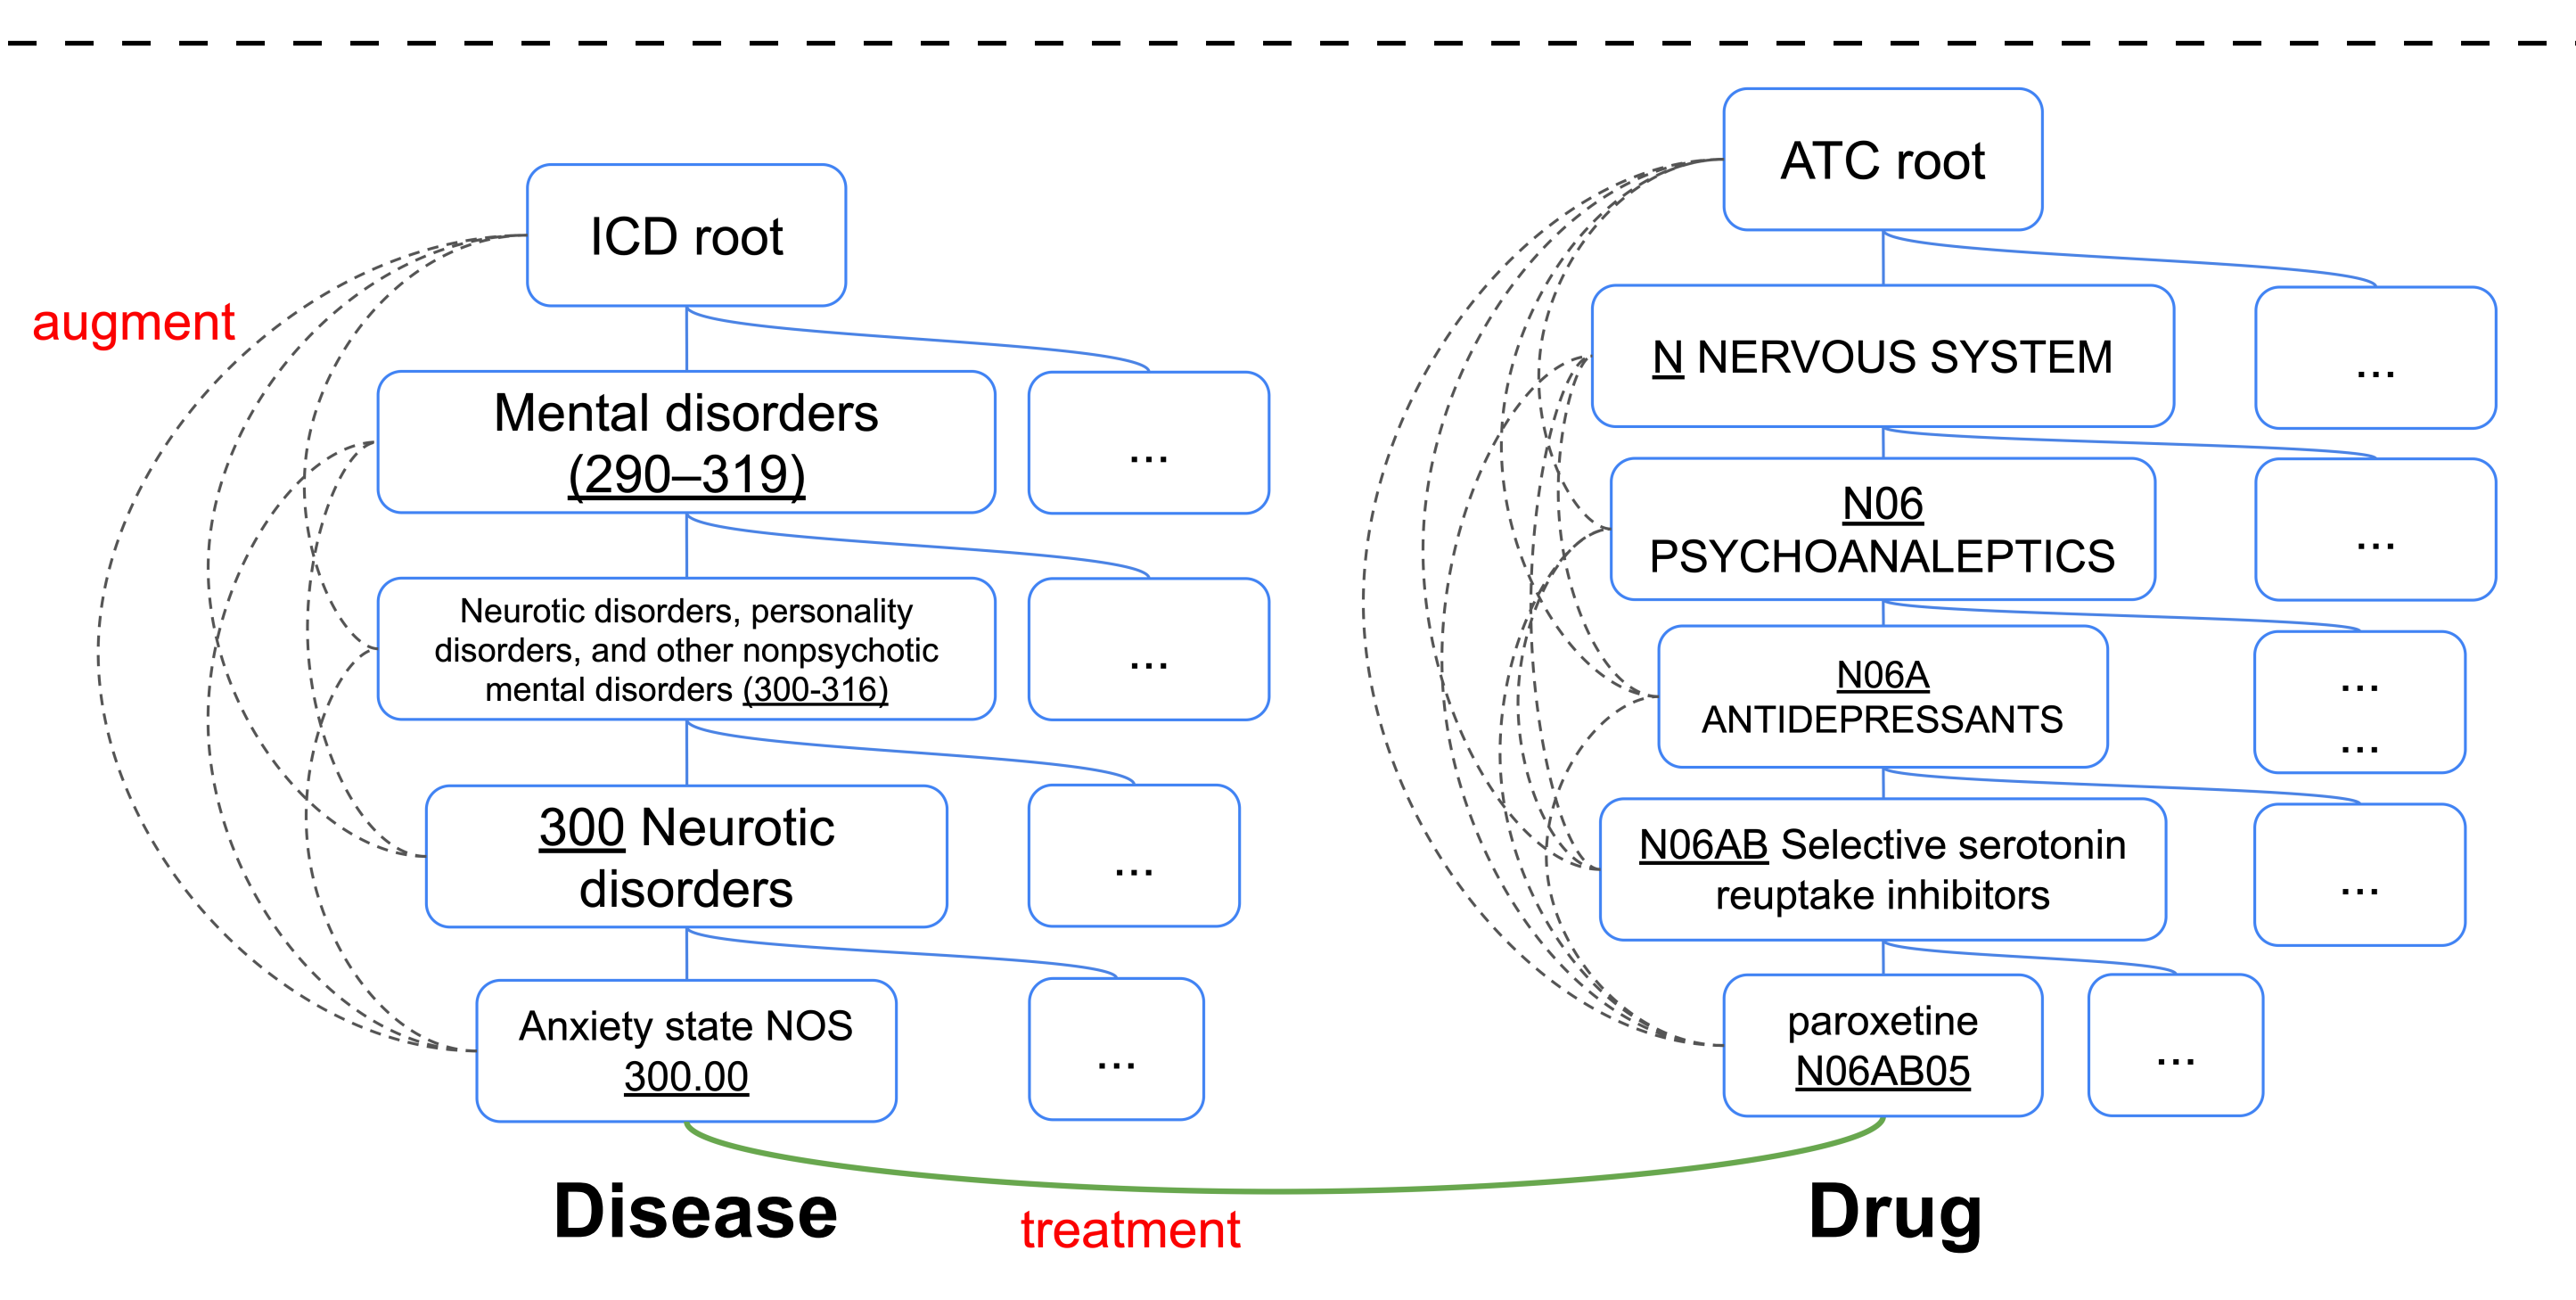 ICD root
augment
Mental disorders
(290–319)
...
Neurotic disorders, personality
disorders, and other nonpsychotic
mental disorders (300-316)
...
300 Neurotic
disorders
...
Anxiety state NOS
300.00
...
Disease
treatment
ATC root
N NERVOUS SYSTEM
...
N06
PSYCHOANALEPTICS
...
N06A
ANTIDEPRESSANTS
...
...
N06AB Selective serotonin
reuptake inhibitors
...
paroxetine
N06AB05
...
Drug